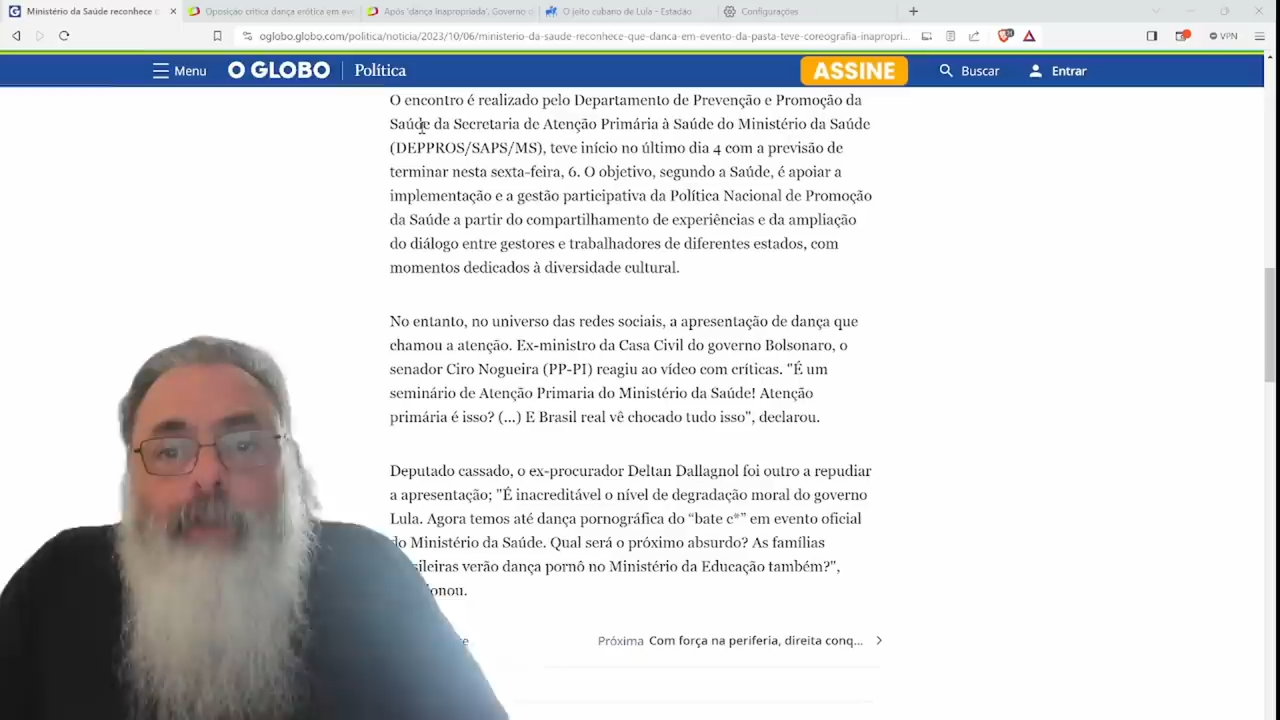 Ministério da Saúde reconhece
Oposição critica dança erótica em eve
Após 'dança inapropriada', Governo d
O jeito cubano de Lula - Estadão
Configurações
oglobo.globo.com/politica/noticia/2023/10/06/ministerio-da-saude-reconhece-que-danca-em-evento-da-pasta-teve-coreografia-inapropri...
VPN
Menu
O GLOBO
Política
ASSINE
Buscar
Entrar
O encontro é realizado pelo Departamento de Prevenção e Promoção da
Saúde da Secretaria de Atenção Primária à Saúde do Ministério da Saúde
(DEPPROS/SAPS/MS), teve início no último dia 4 com a previsão de
terminar nesta sexta-feira, 6. O objetivo, segundo a Saúde, é apoiar a
implementação e a gestão participativa da Política Nacional de Promoção
da Saúde a partir do compartilhamento de experiências e da ampliação
do diálogo entre gestores e trabalhadores de diferentes estados, com
momentos dedicados à diversidade cultural.
No entanto, no universo das redes sociais, a apresentação de dança que
chamou a atenção. Ex-ministro da Casa Civil do governo Bolsonaro, o
senador Ciro Nogueira (PP-PI) reagiu ao vídeo com críticas. "É um
seminário de Atenção Primaria do Ministério da Saúde! Atenção
primária é isso? (...) E Brasil real vê chocado tudo isso", declarou.
Deputado cassado, o ex-procurador Deltan Dallagnol foi outro a repudiar
a apresentação; "É inacreditável o nível de degradação moral do governo
Lula. Agora temos até dança pornográfica do “bate c*” em evento oficial
do Ministério da Saúde. Qual será o próximo absurdo? As famílias
sileiras verão dança pornô no Ministério da Educação também?",
onou.
Próxima Com força na periferia, direita conq...